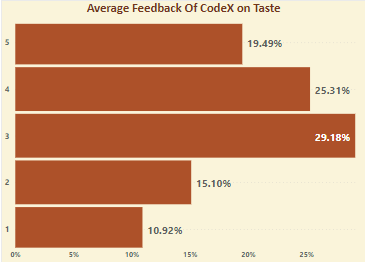 Average Feedback Of CodeX on Taste
5 19.49%
4 25.31%
3 29.18%
2 15.10%
1 10.92%
0% 5% 10% 15% 20% 25%